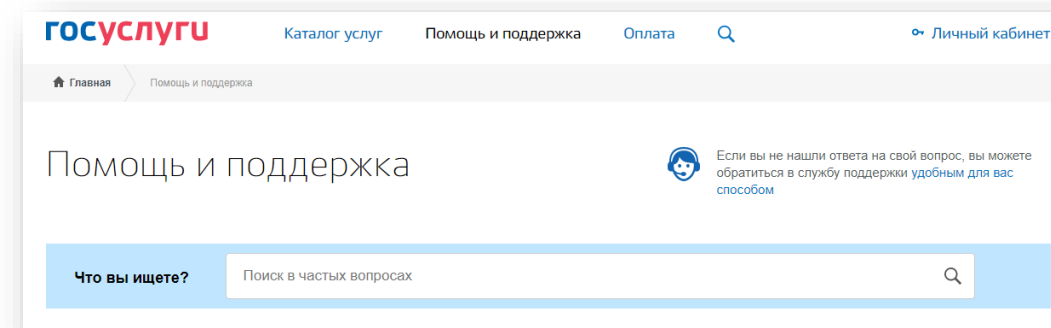 госуслуги Каталог услуг Помощь и поддержка Оплата Личный кабинет
Главная Помощь и поддержка
Помощь и поддержка
Если вы не нашли ответа на свой вопрос, вы можете
обратиться в службу поддержки удобным для вас
способом
Что вы ищете? Поиск в частых вопросах